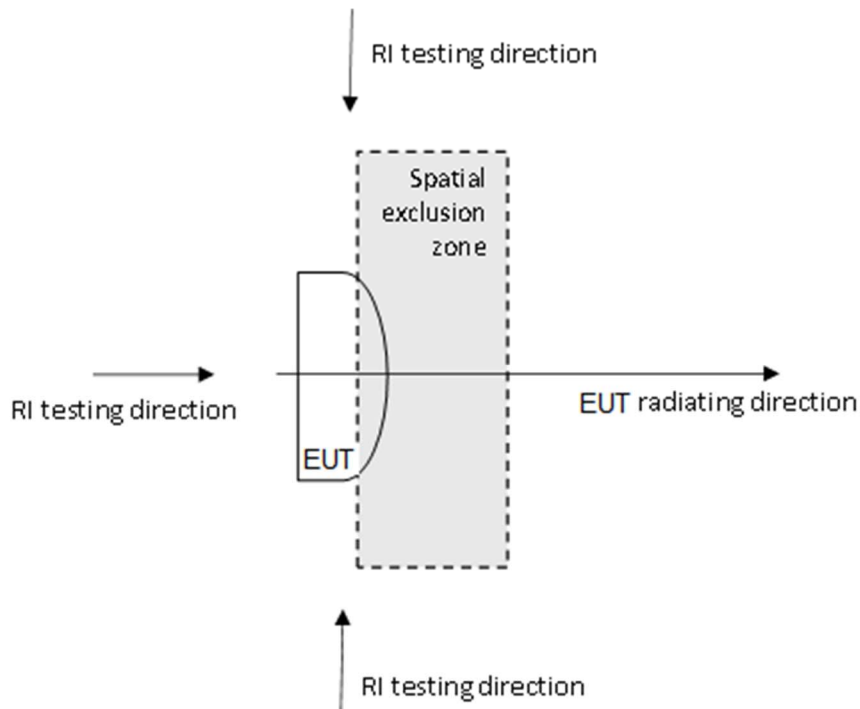 RI testing direction
Spatial
exclusion
zone
RI testing direction
EUT radiating direction
EUT
RI testing direction